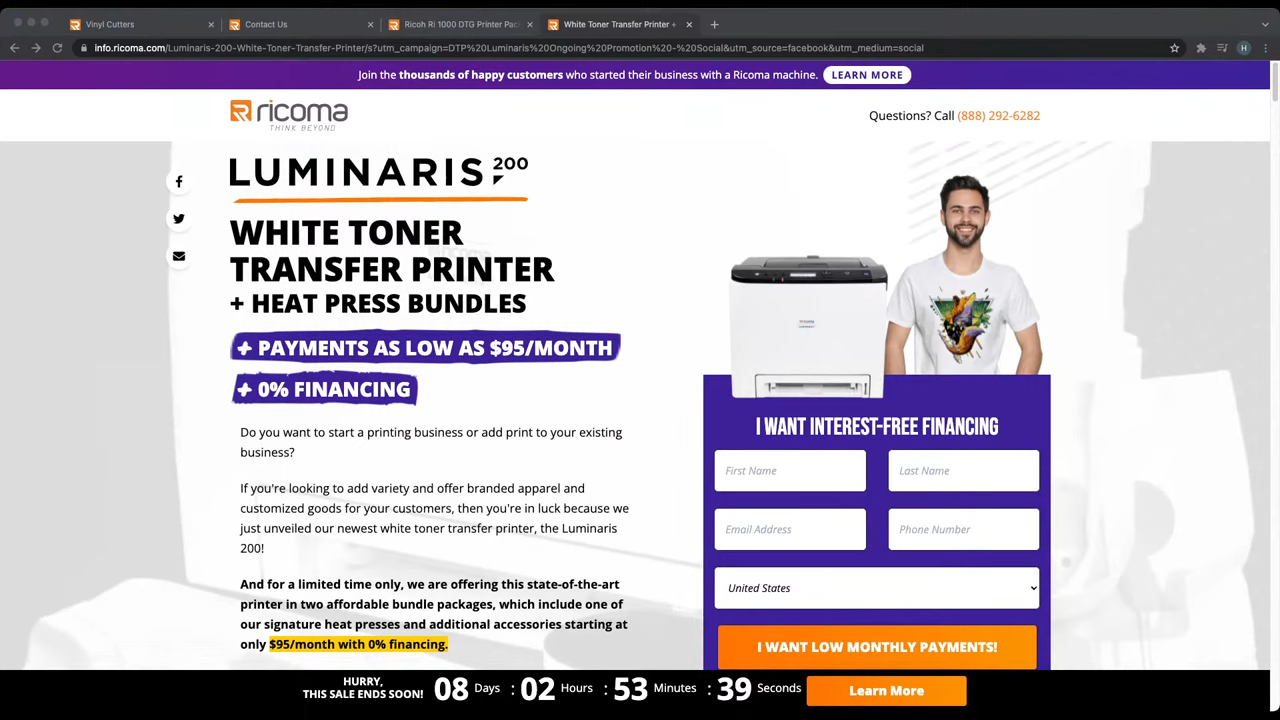 Vinyl Cutters
Contact Us
Ricoh Ri 1000 DTG Printer Pac
White Toner Transfer Printer +
info.ricoma.com/Luminaris-200-White-Toner-Transfer-Printer/s?utm_campaign=DTP%20Luminaris%20Ongoing%20Promotion%20-%20Social&utm_source=facebook&utm_medium=social
H
Join the thousands of happy customers who started their business with a Ricoma machine. LEARN MORE
ricoma
THINK BEYOND
Questions? Call (888) 292-6282
LUMINARIS 200
WHITE TONER
TRANSFER PRINTER
+ HEAT PRESS BUNDLES
+ PAYMENTS AS LOW AS $95/MONTH
+ 0% FINANCING
Do you want to start a printing business or add print to your existing
business?
If you're looking to add variety and offer branded apparel and
customized goods for your customers, then you're in luck because we
just unveiled our newest white toner transfer printer, the Luminaris
200!
And for a limited time only, we are offering this state-of-the-art
printer in two affordable bundle packages, which include one of
our signature heat presses and additional accessories starting at
only $95/month with 0% financing.
I WANT INTEREST-FREE FINANCING
First Name
Last Name
Email Address
Phone Number
United States
I WANT LOW MONTHLY PAYMENTS!
HURRY,
THIS SALE ENDS SOON!
08 Days : 02 Hours : 53 Minutes : 39 Seconds
Learn More